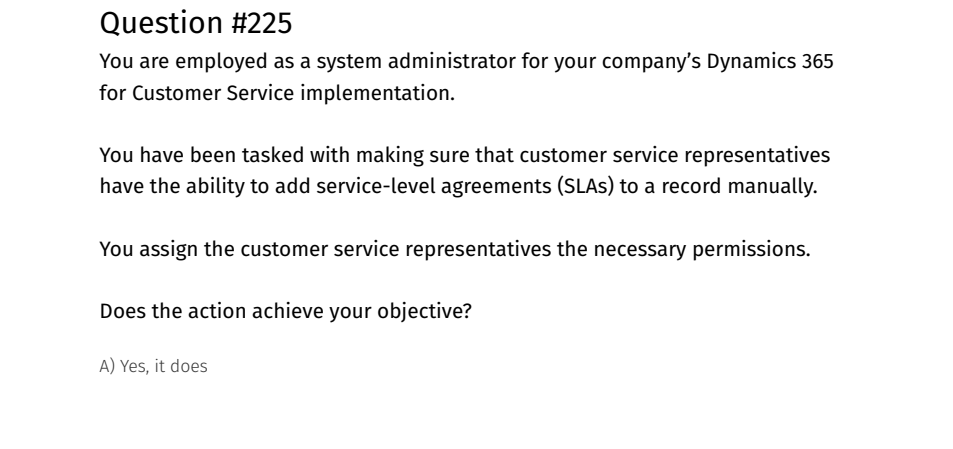 Question #225
You are employed as a system administrator for your company’s Dynamics 365
for Customer Service implementation.
You have been tasked with making sure that customer service representatives
have the ability to add service-level agreements (SLAs) to a record manually.
You assign the customer service representatives the necessary permissions.
Does the action achieve your objective?
A) Yes, it does